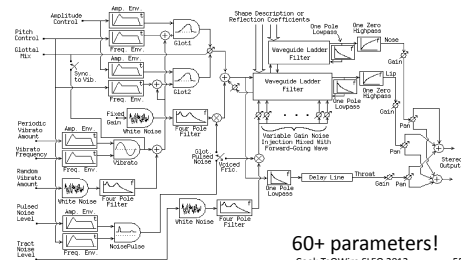 Amplitude Control
Amp. Env.
t
Pitch Control
Glottal Mix
Freq. Env.
t
Glot1
Sync to Vib.
Amp. Env.
t
Freq. Env.
t
Glot2
Shape Description or
Reflection Coefficients
One Pole
Lowpass
One Zero
Highpass
Nose
Waveguide Ladder
Filter
Gain
Waveguide Ladder
Filter
Lip
One Pole
Lowpass
One Zero
Highpass
Gain
Pan
Pan
Stereo
Output
Fixed
Gain
White Noise
Four Pole
Filter
Variable Gain Noise
Injection Mixed With
Forward-Going Wave
Periodic
Vibrato
Amount
Amp. Env.
t
Vibrato
Frequency
Freq. Env.
t
Vibrato
Random
Vibrato
Amount
White Noise
Four Pole
Filter
Glot.
Pulsed
Noise
Voiced
Fric.
One Pole
Lowpass
Delay Line
Throat
Gain
Pan
Pulsed
Noise
Level
Amp. Env.
t
Freq. Env.
t
NoisePulse
White Noise
Four Pole
Filter
Tract
Noise
Level
60+ parameters!